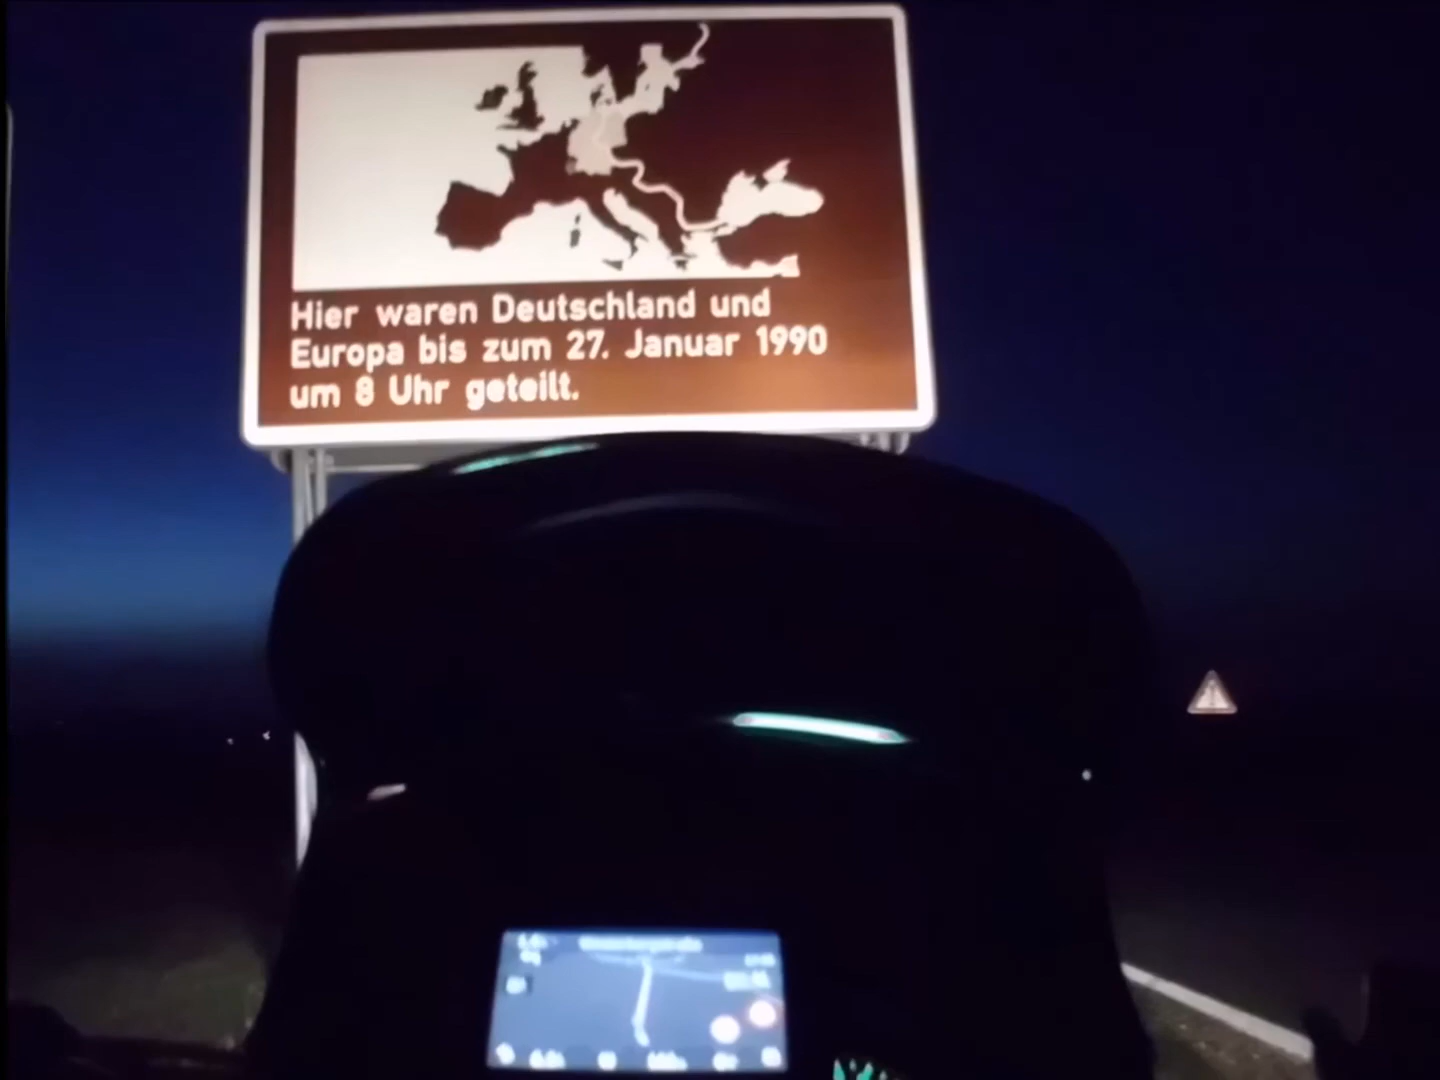 Hier waren Deutschland und
Europa bis zum 27. Januar 1990
um 8 Uhr geteilt.